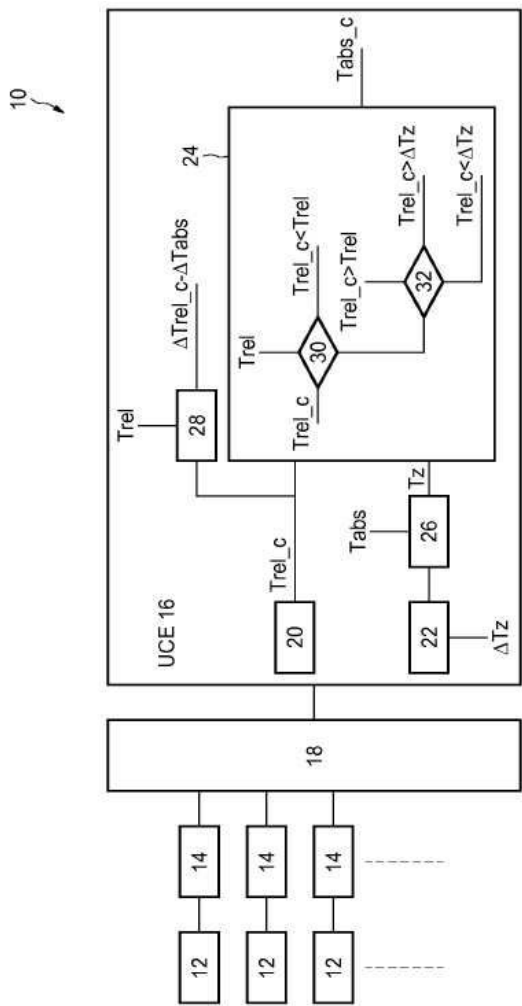 10
UCE 16
Trel
28
ΔTrel_c-ΔTabs
24
Tabs_c
20
Trel_c
Trel_c
Trel
30
Trel_c<Trel
Trel_c>Trel
32
Trel_c>ΔTz
Trel_c<ΔTz
Tabs
Tz
26
22
ΔTz
18
12
14
12
14
12
14